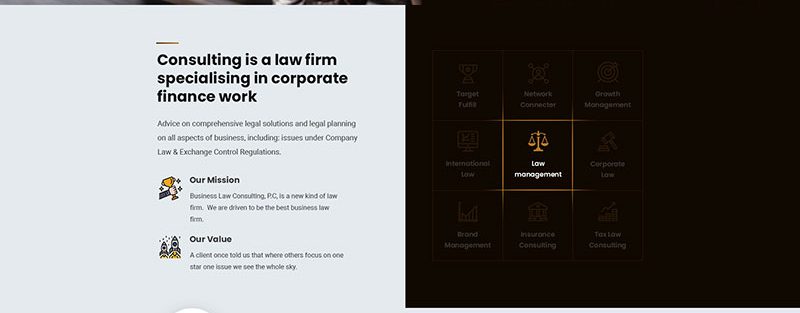 Consulting is a law firm
specialising in corporate
finance work
Advice on comprehensive legal solutions and legal planning
on all aspects of business, including: issues under Company
Law & Exchange Control Regulations.
Our Mission
Business Law Consulting, P.C, is a new kind of law
firm. We are driven to be the best business law
firm.
Our Value
A client once told us that where others focus on one
star one issue we see the whole sky.
Target
Fulfill
Network
Connector
Growth
Management
International
Law
Law
management
Corporate
Law
Brand
Management
Insurance
Consulting
Tax Law
Consulting